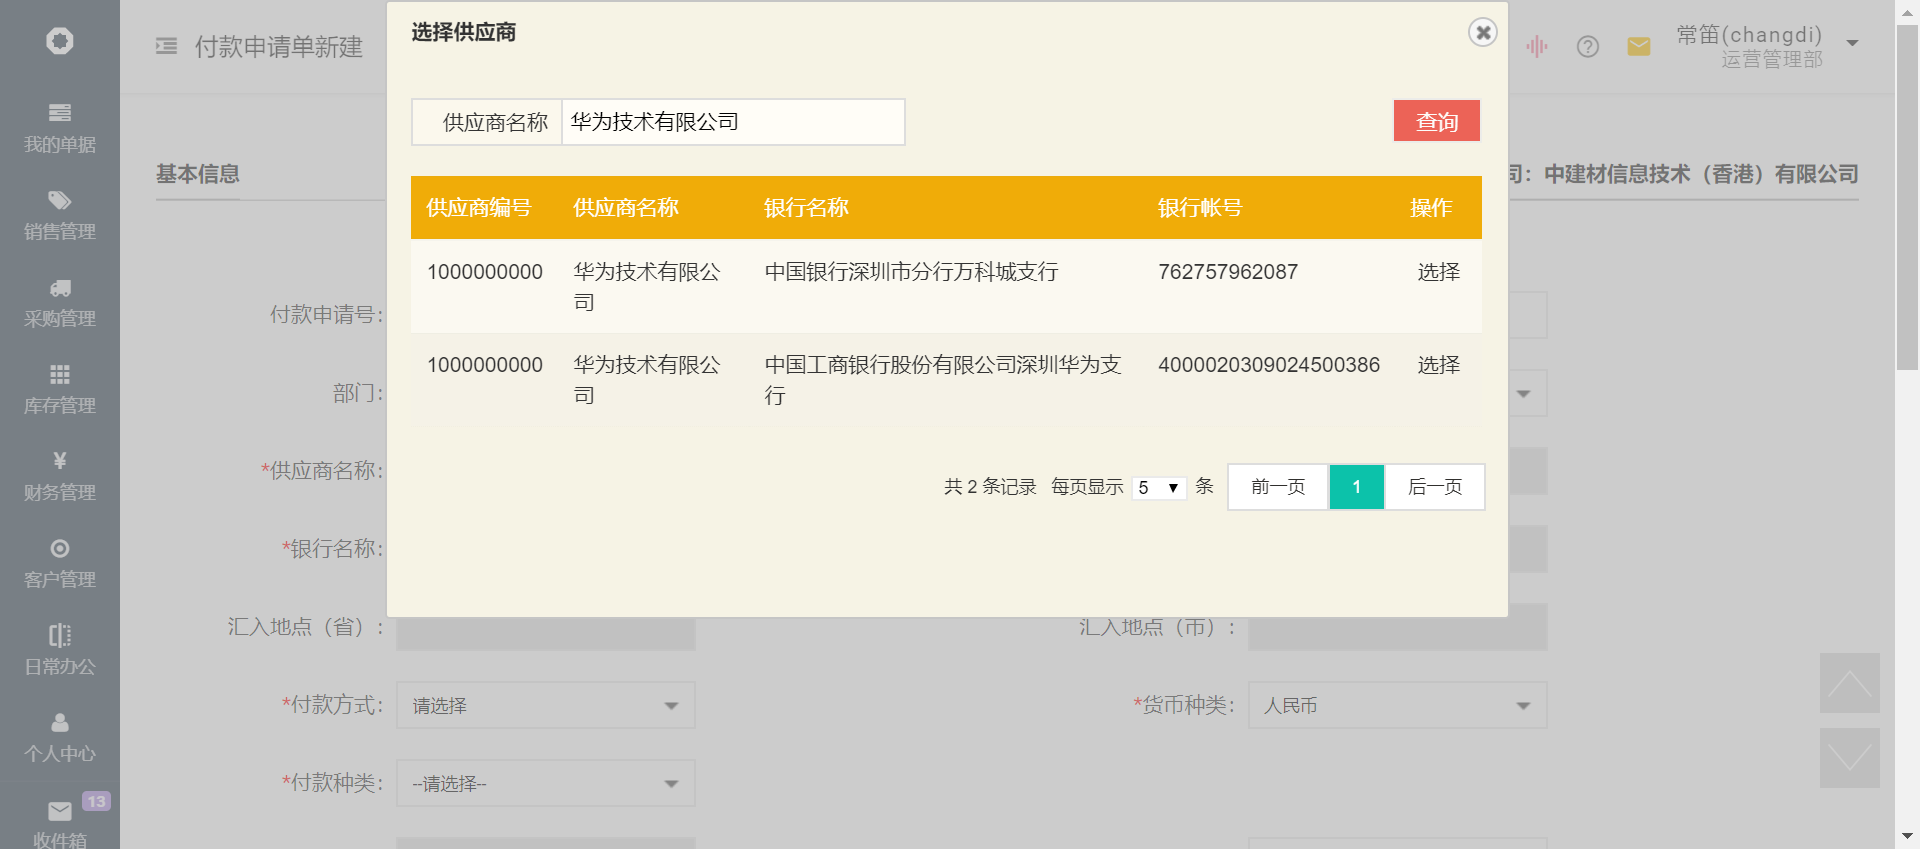 选择供应商
付款申请单新建
常笛(changdi)
运营管理部
我的单据
销售管理
采购管理
库存管理
财务管理
客户管理
日常办公
个人中心
13
收件箱
供应商名称 华为技术有限公司 查询
基本信息
司：中建材信息技术（香港）有限公司
供应商编号 供应商名称 银行名称 银行帐号 操作
1000000000 华为技术有限公 中国银行深圳市分行万科城支行 762757962087 选择
司
1000000000 华为技术有限公 中国工商银行股份有限公司深圳华为支 4000020309024500386 选择
司 行
共 2 条记录 每页显示 5 条 前一页 1 后一页
付款申请号：
部门：
*供应商名称：
*银行名称：
汇入地点（省）： 汇入地点（市）：
*付款方式： 请选择 *货币种类： 人民币
*付款种类： --请选择--